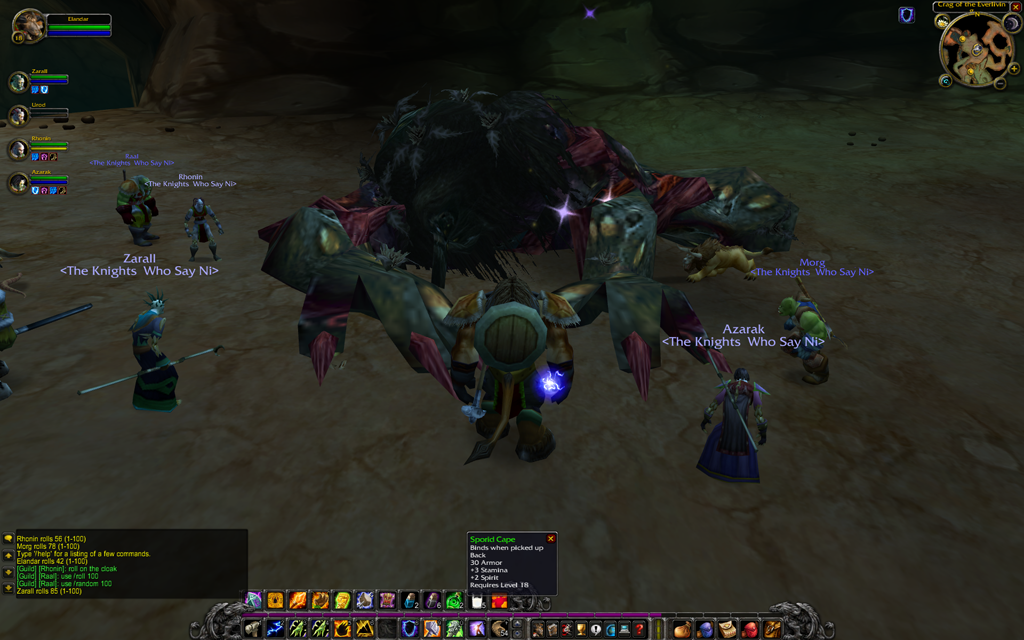 Elandar
18
Crag of the Everlivin
N
Zarall
Urod
Rhonin
Azarak
Raal
<The Knights Who Say Ni>
Rhonin
<The Knights Who Say Ni>
Zarall
<The Knights Who Say Ni>
Morg
<The Knights Who Say Ni>
Azarak
<The Knights Who Say Ni>
Rhonin rolls 56 (1-100)
Morg rolls 78 (1-100)
Type '/help' for a listing of a few commands.
Elandar rolls 42 (1-100)
[Guild] [Rhonin]: roll on the cloak
[Guild] [Raal]: use /roll 100
[Guild] [Raal]: use /random 100
Zarall rolls 85 (1-100)
Sporid Cape
Binds when picked up
Back
30 Armor
+3 Stamina
+2 Spirit
Requires Level 18
2
6
5